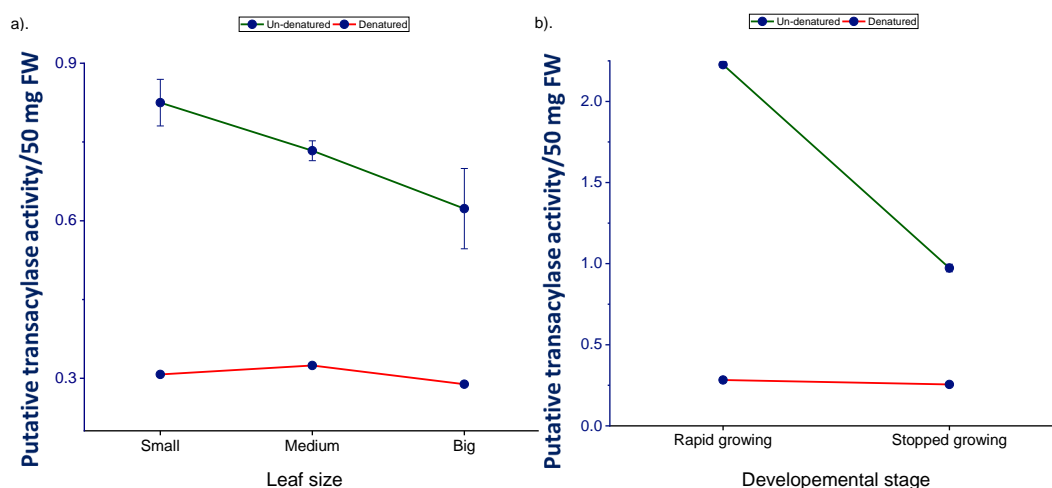 a).
Un-denatured Denatured
Putative transacylase activity/50 mg FW
0.9
0.6
0.3
Small Medium Big
Leaf size
b).
Un-denatured Denatured
Putative transacylase activity/50 mg FW
2.0
1.5
1.0
0.5
0.0
Rapid growing Stopped growing
Developemental stage